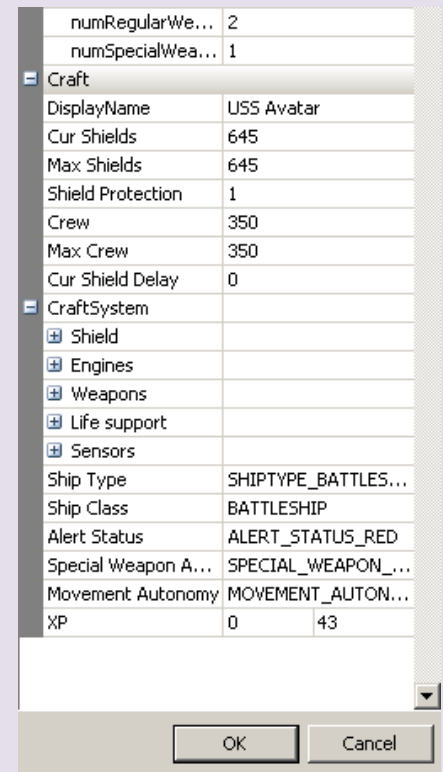 numRegularWe... 2
numSpecialWea... 1
Craft
DisplayName USS Avatar
Cur Shields 645
Max Shields 645
Shield Protection 1
Crew 350
Max Crew 350
Cur Shield Delay 0
CraftSystem
Shield
Engines
Weapons
Life support
Sensors
Ship Type SHIPTYPE_BATTLES...
Ship Class BATTLESHIP
Alert Status ALERT_STATUS_RED
Special Weapon A... SPECIAL_WEAPON_...
Movement Autonomy MOVEMENT_AUTON...
XP 0 43
OK Cancel